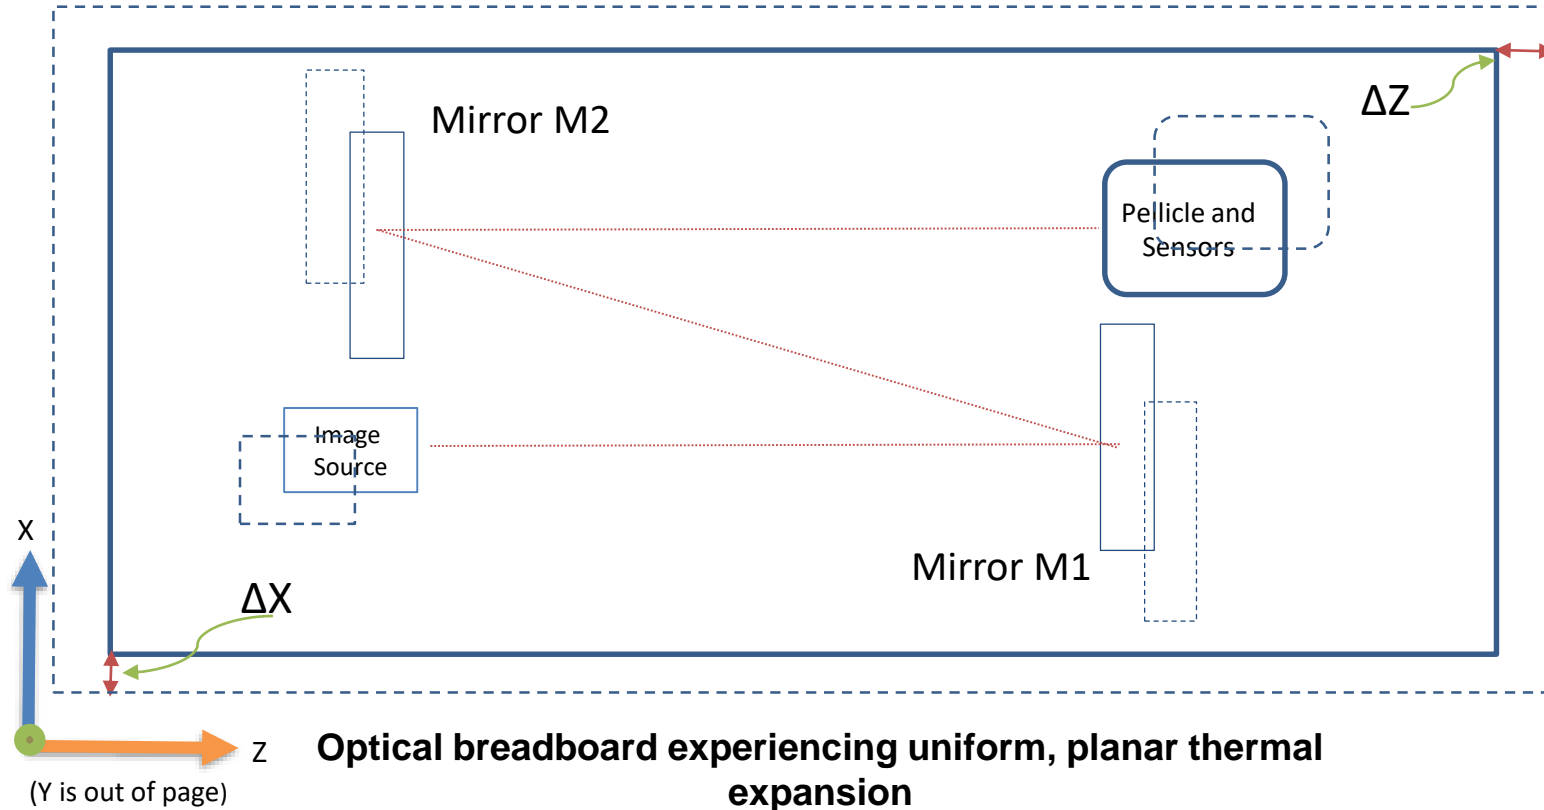 ΔZ
Mirror M2
Pellicle and
Sensors
Image
Source
X
Mirror M1
ΔX
Z
Optical breadboard experiencing uniform, planar thermal
expansion
(Y is out of page)